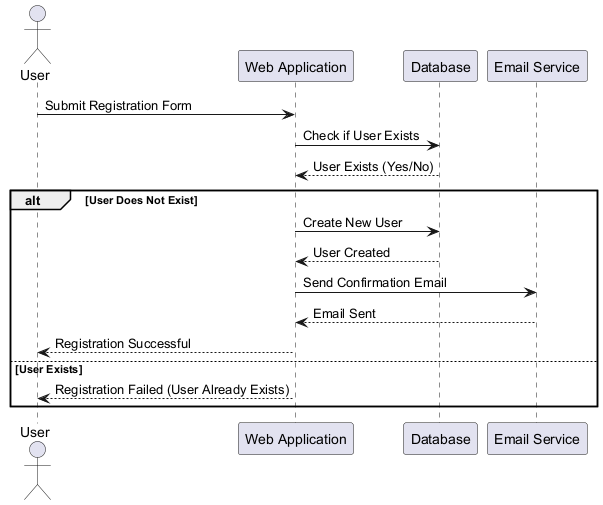 User
Web Application
Database
Email Service
Submit Registration Form
Check if User Exists
User Exists (Yes/No)
alt
[User Does Not Exist]
Create New User
User Created
Send Confirmation Email
Email Sent
Registration Successful
[User Exists]
Registration Failed (User Already Exists)
User
Web Application
Database
Email Service